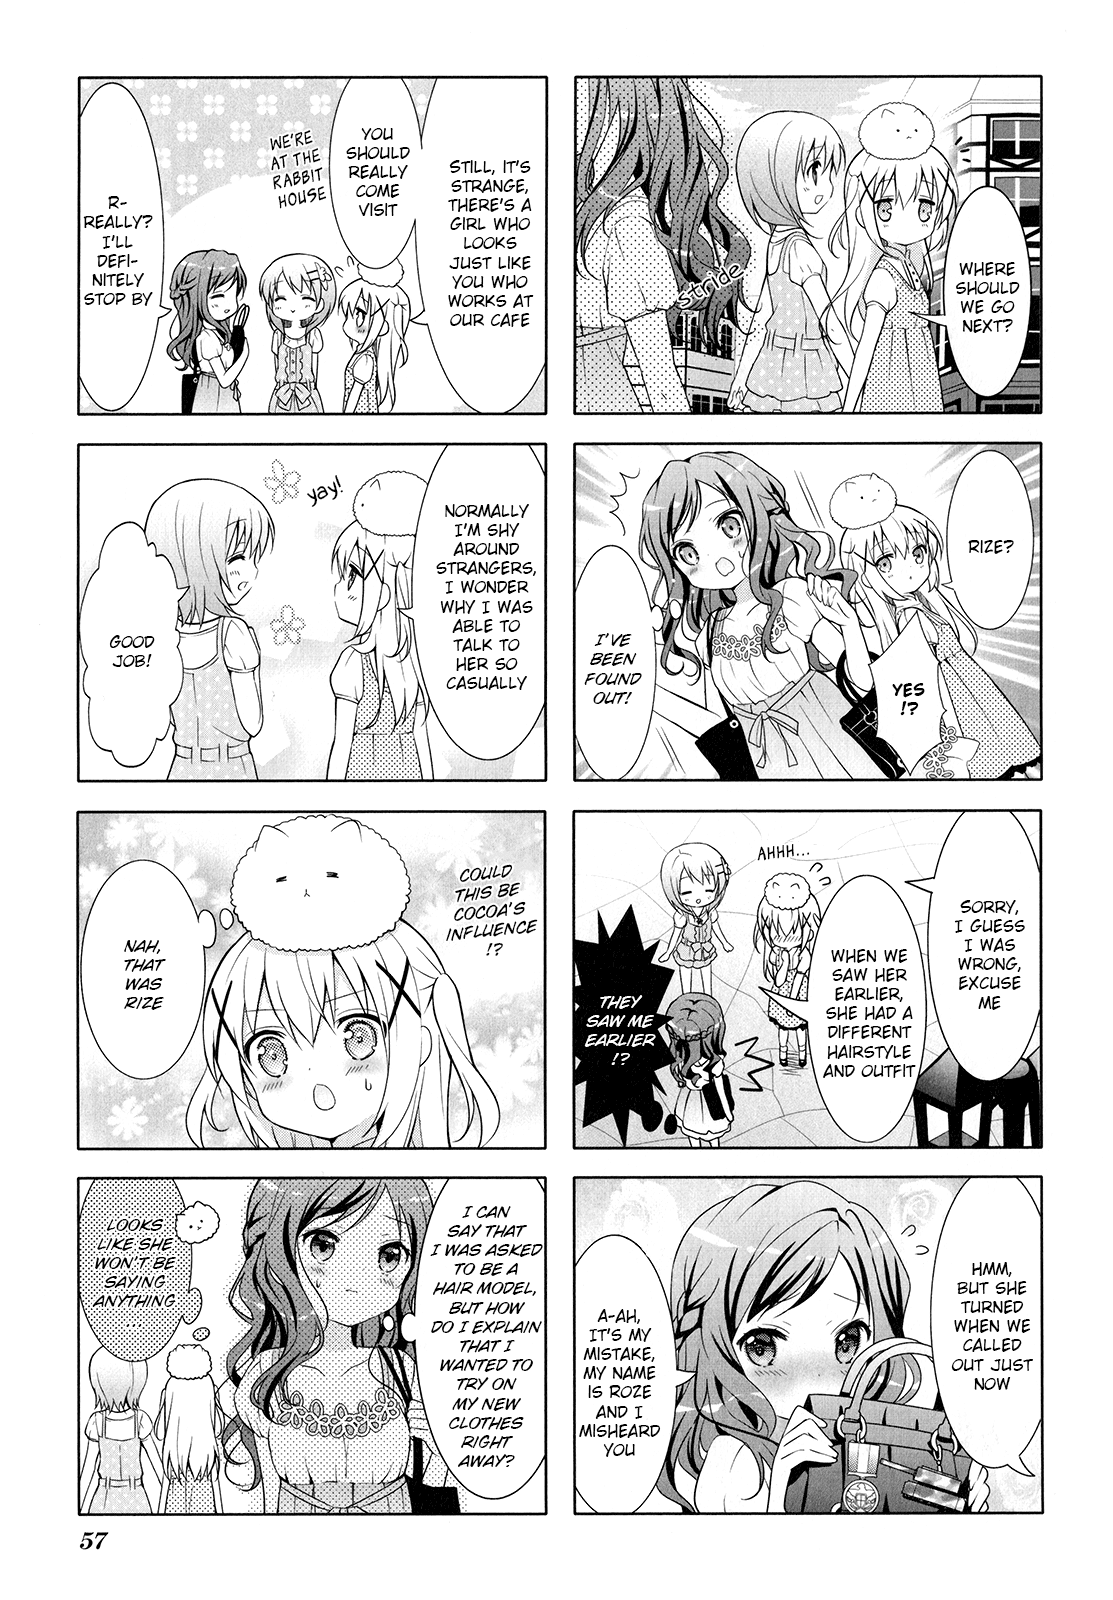 WHERE
SHOULD
WE GO
NEXT?
stride
RIZE?
YES
!?
I'VE
BEEN
FOUND
OUT!
SORRY,
I GUESS
I WAS
WRONG,
EXCUSE
ME
AHHH...
WHEN WE
SAW HER
EARLIER,
SHE HAD A
DIFFERENT
HAIRSTYLE
AND OUTFIT
THEY
SAW ME
EARLIER
!?
HMM,
BUT SHE
TURNED
WHEN WE
CALLED
OUT JUST
NOW
A-AH,
IT'S MY
MISTAKE,
MY NAME
IS ROZE
AND I
MISHEARD
YOU
STILL, IT'S
STRANGE,
THERE'S A
GIRL WHO
LOOKS
JUST LIKE
YOU WHO
WORKS AT
OUR CAFE
YOU
SHOULD
REALLY
COME
VISIT
WE'RE
AT THE
RABBIT
HOUSE
R-
REALLY?
I'LL
DEFI-
NITELY
STOP BY
NORMALLY
I'M SHY
AROUND
STRANGERS,
I WONDER
WHY I WAS
ABLE TO
TALK TO
HER SO
CASUALLY
yay!
GOOD
JOB!
COULD
THIS BE
COCOA'S
INFLUENCE
!?
NAH,
THAT
WAS
RIZE
I CAN
SAY THAT
I WAS ASKED
TO BE A
HAIR MODEL,
BUT HOW
DO I EXPLAIN
THAT I
WANTED TO
TRY ON
MY NEW
CLOTHES
RIGHT
AWAY?
LOOKS
LIKE SHE
WON'T BE
SAYING
ANYTHING
...
57